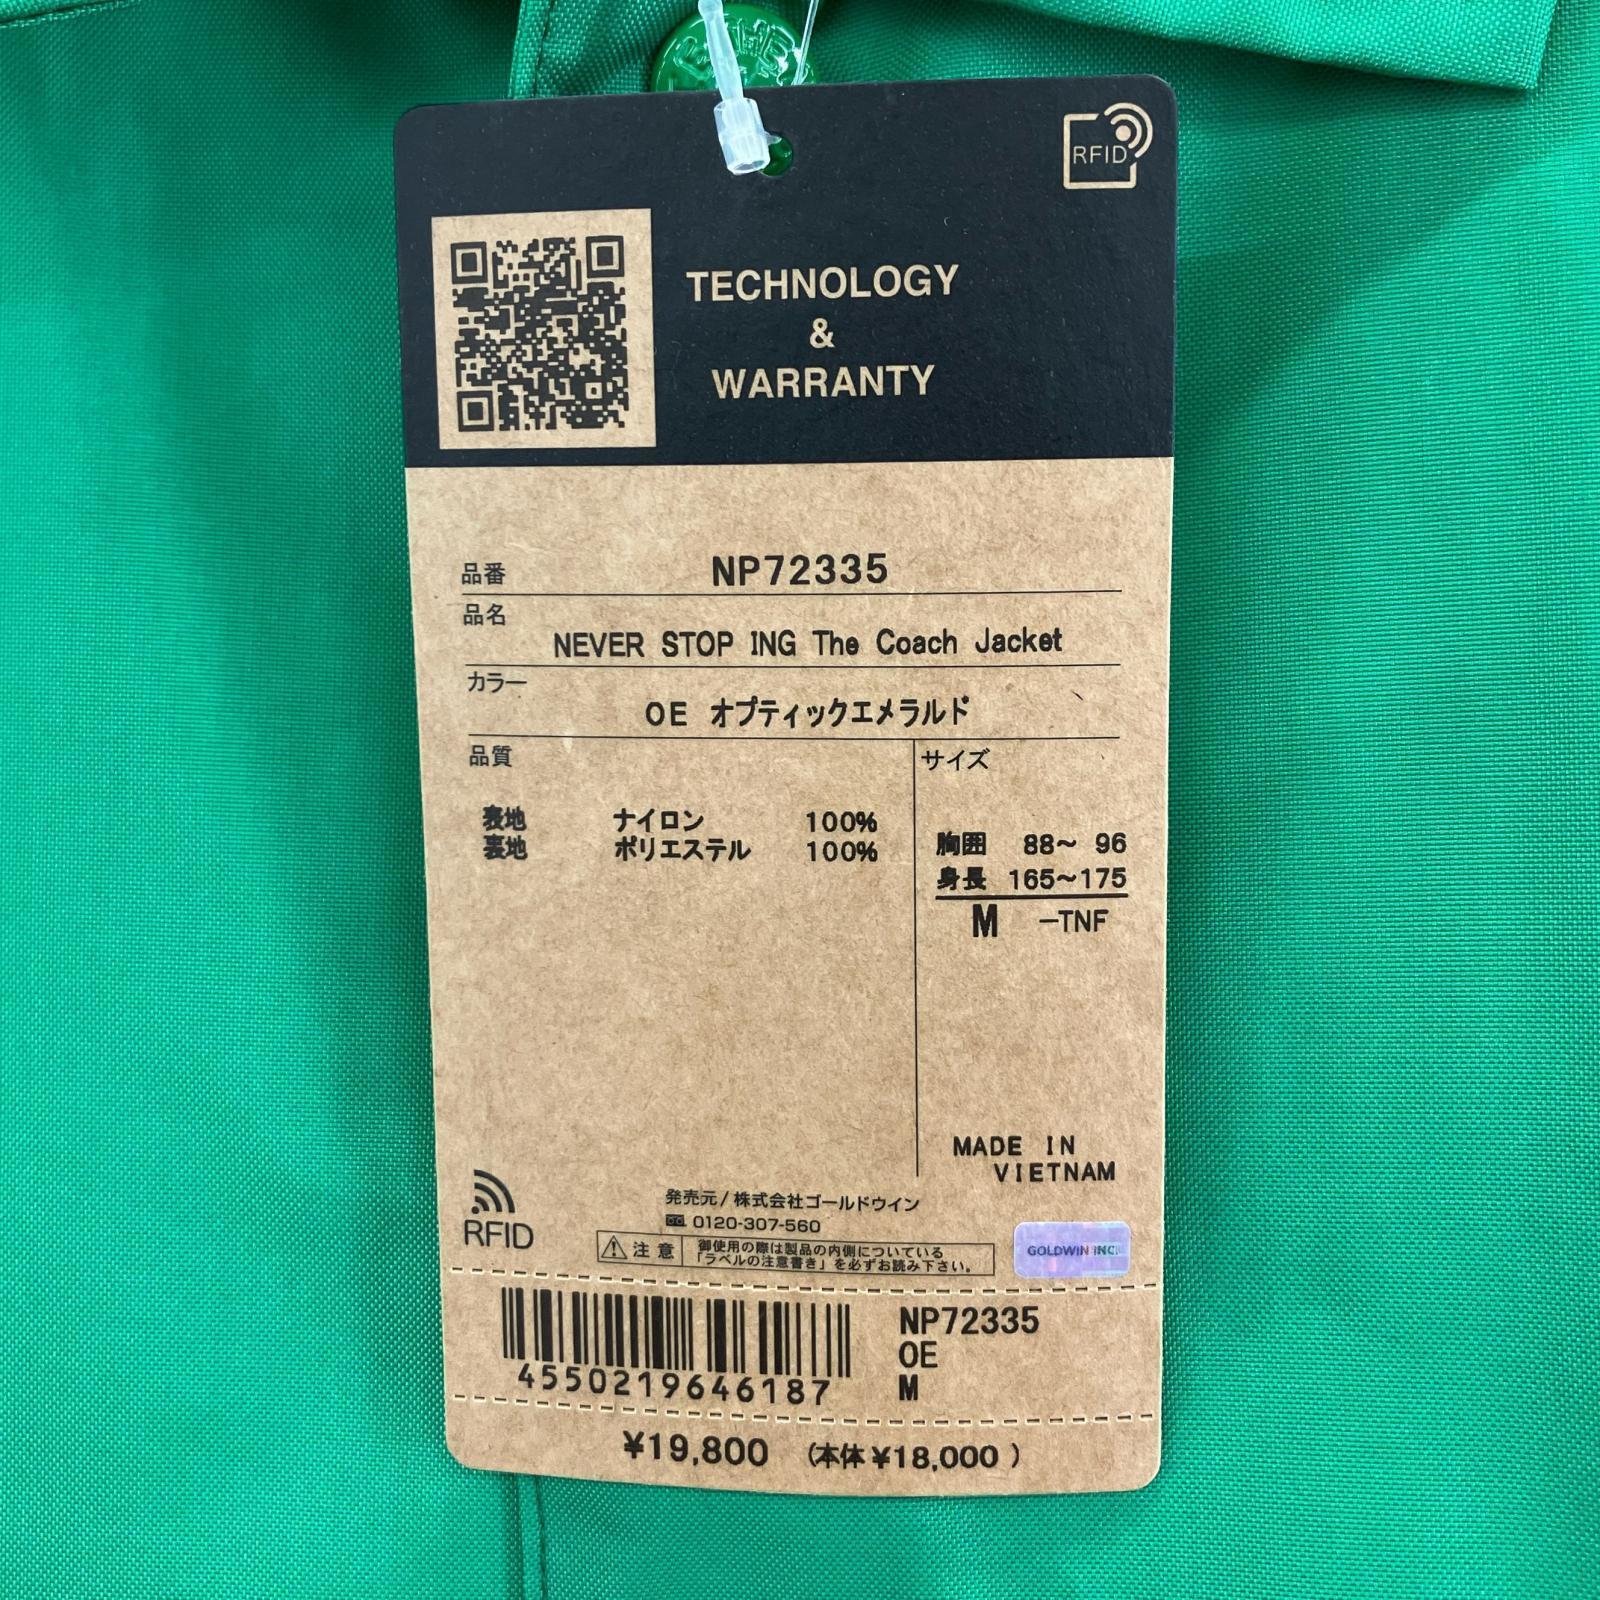 THE
RFID
TECHNOLOGY
&
WARRANTY
品番 NP72335
品名
NEVER STOP ING The Coach Jacket
カラー
OE オプティックエメラルド
品質
表地 ナイロン 100%
裏地 ポリエステル 100%
サイズ
胸囲 88～ 96
身長 165～175
M -TNF
MADE IN
VIETNAM
RFID
発売元/株式会社ゴールドウイン
0120-307-560
注意
御使用の際は製品の内側についている
「ラベルの注意書き」を必ずお読み下さい。
GOLDWIN INC.
4550219646187
NP72335
OE
M
¥19,800 (本体¥18,000 )